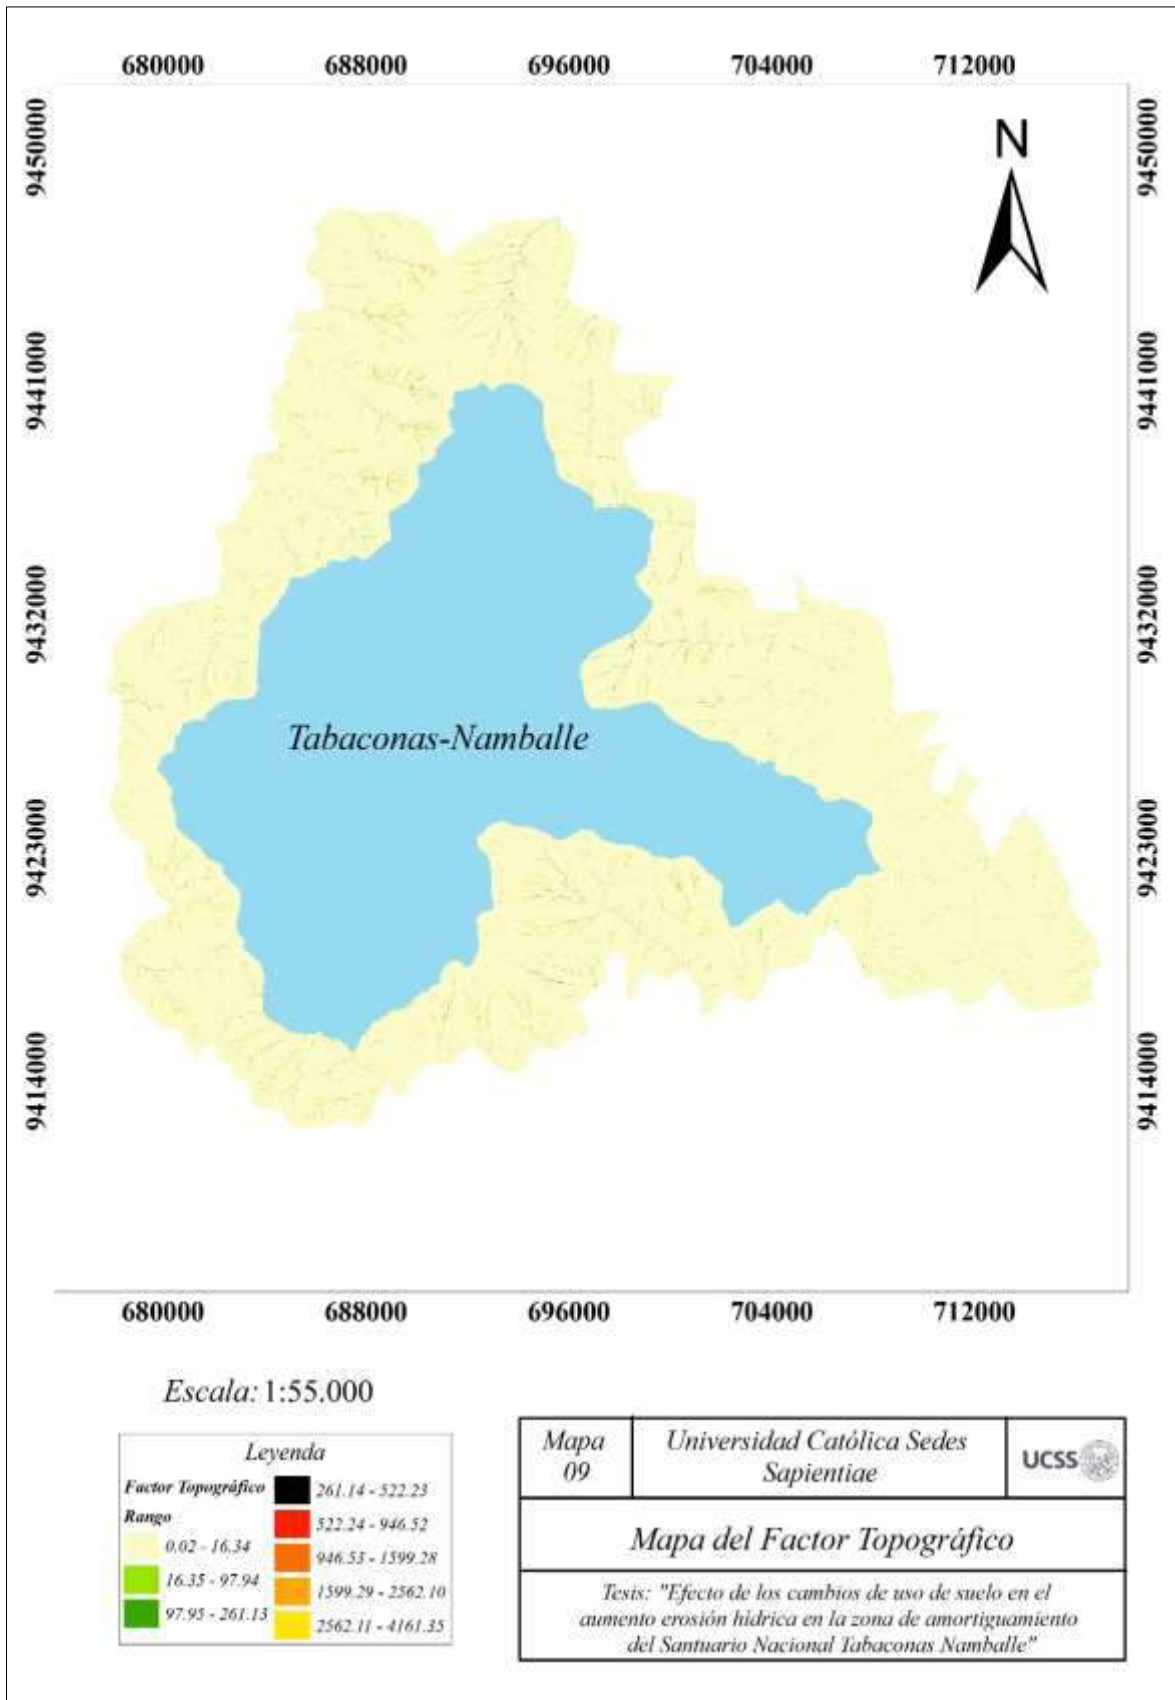 680000 688000 696000 704000 712000
9450000
9441000
9432000
9423000
9414000
N
Tabaconas-Namballe
9450000
9441000
9432000
9423000
9414000
680000 688000 696000 704000 712000
Escala: 1:55.000
Leyenda
Factor Topográfico
Rango
0.02 - 16.34
16.35 - 97.94
97.95 - 261.13
261.14 - 522.23
522.24 - 946.52
946.53 - 1599.28
1599.29 - 2562.10
2562.11 - 4161.35
Mapa
09
Universidad Católica Sedes
Sapientiae
UCSS
Mapa del Factor Topográfico
Tesis: "Efecto de los cambios de uso de suelo en el
aumento erosión hídrica en la zona de amortiguamiento
del Santuario Nacional Tabaconas Namballe"